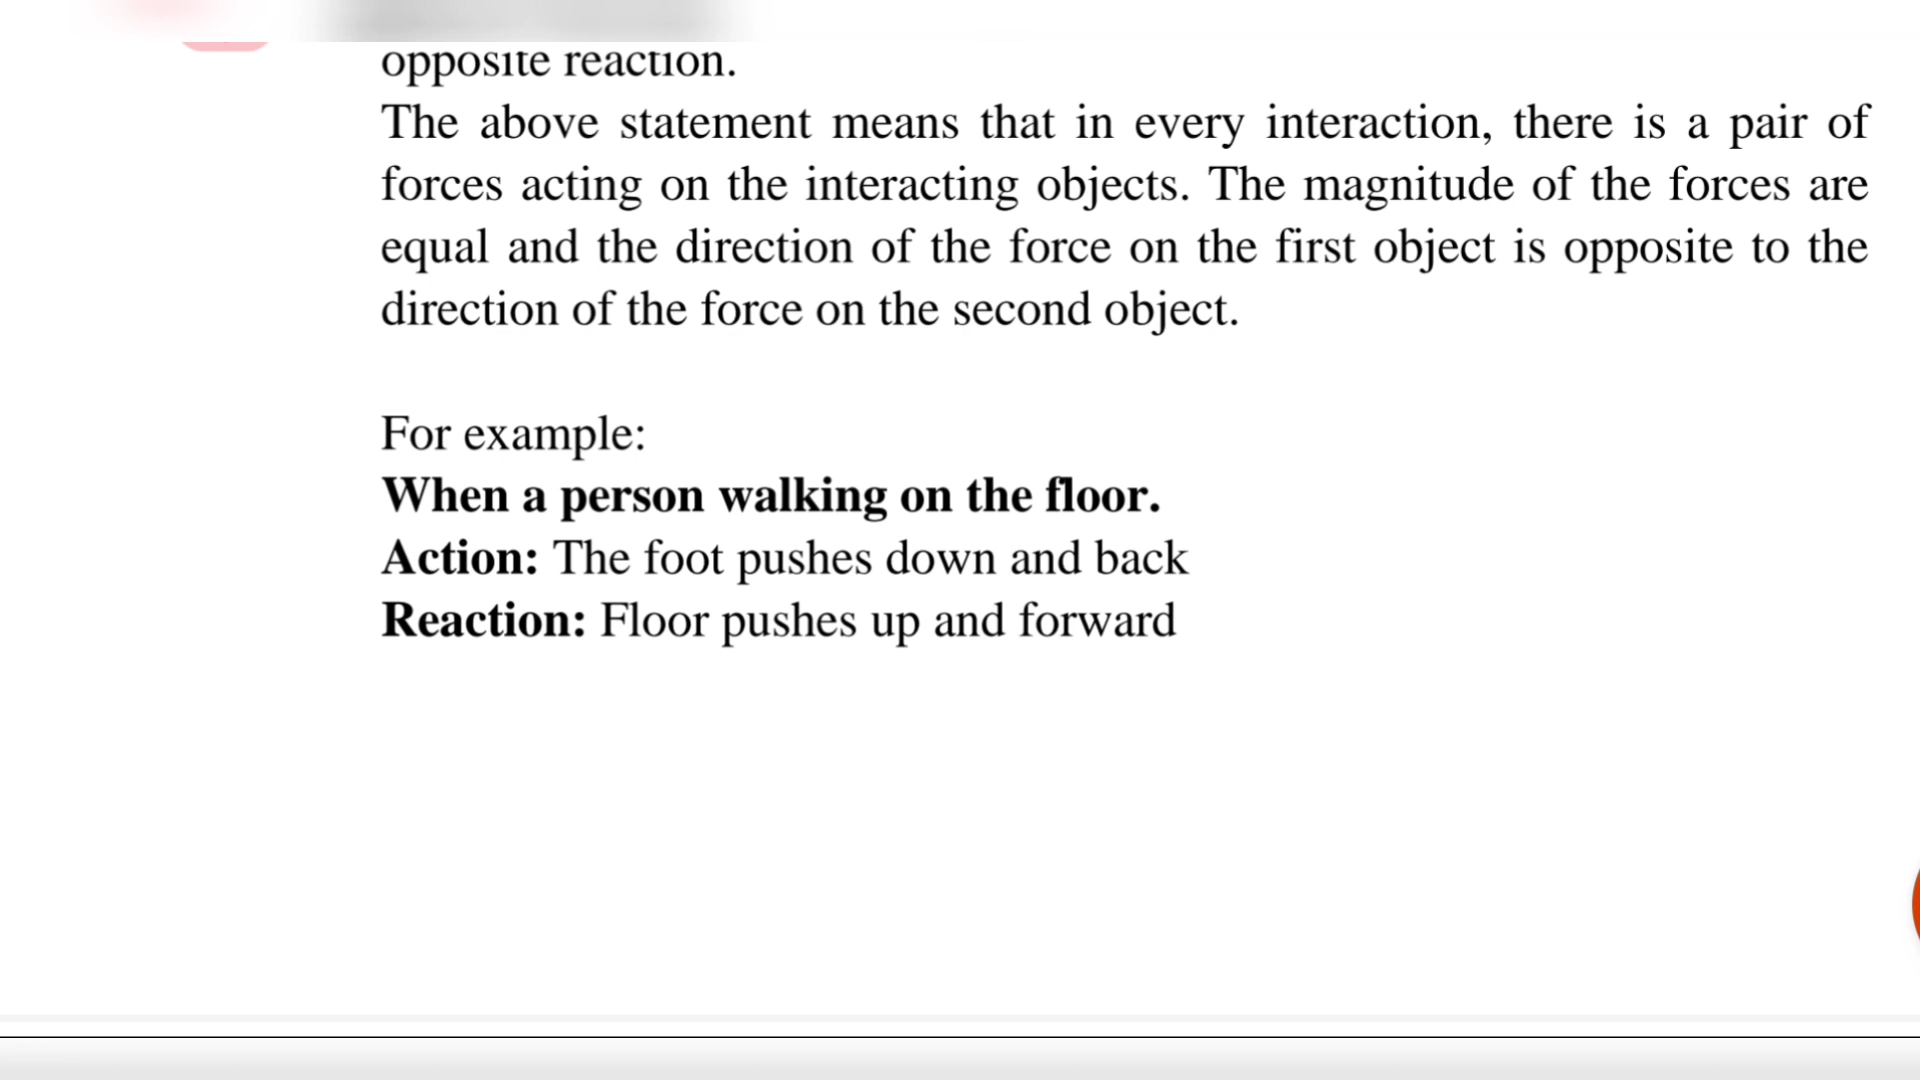 opposite reaction.
The above statement means that in every interaction, there is a pair of
forces acting on the interacting objects. The magnitude of the forces are
equal and the direction of the force on the first object is opposite to the
direction of the force on the second object.
For example:
When a person walking on the floor.
Action: The foot pushes down and back
Reaction: Floor pushes up and forward